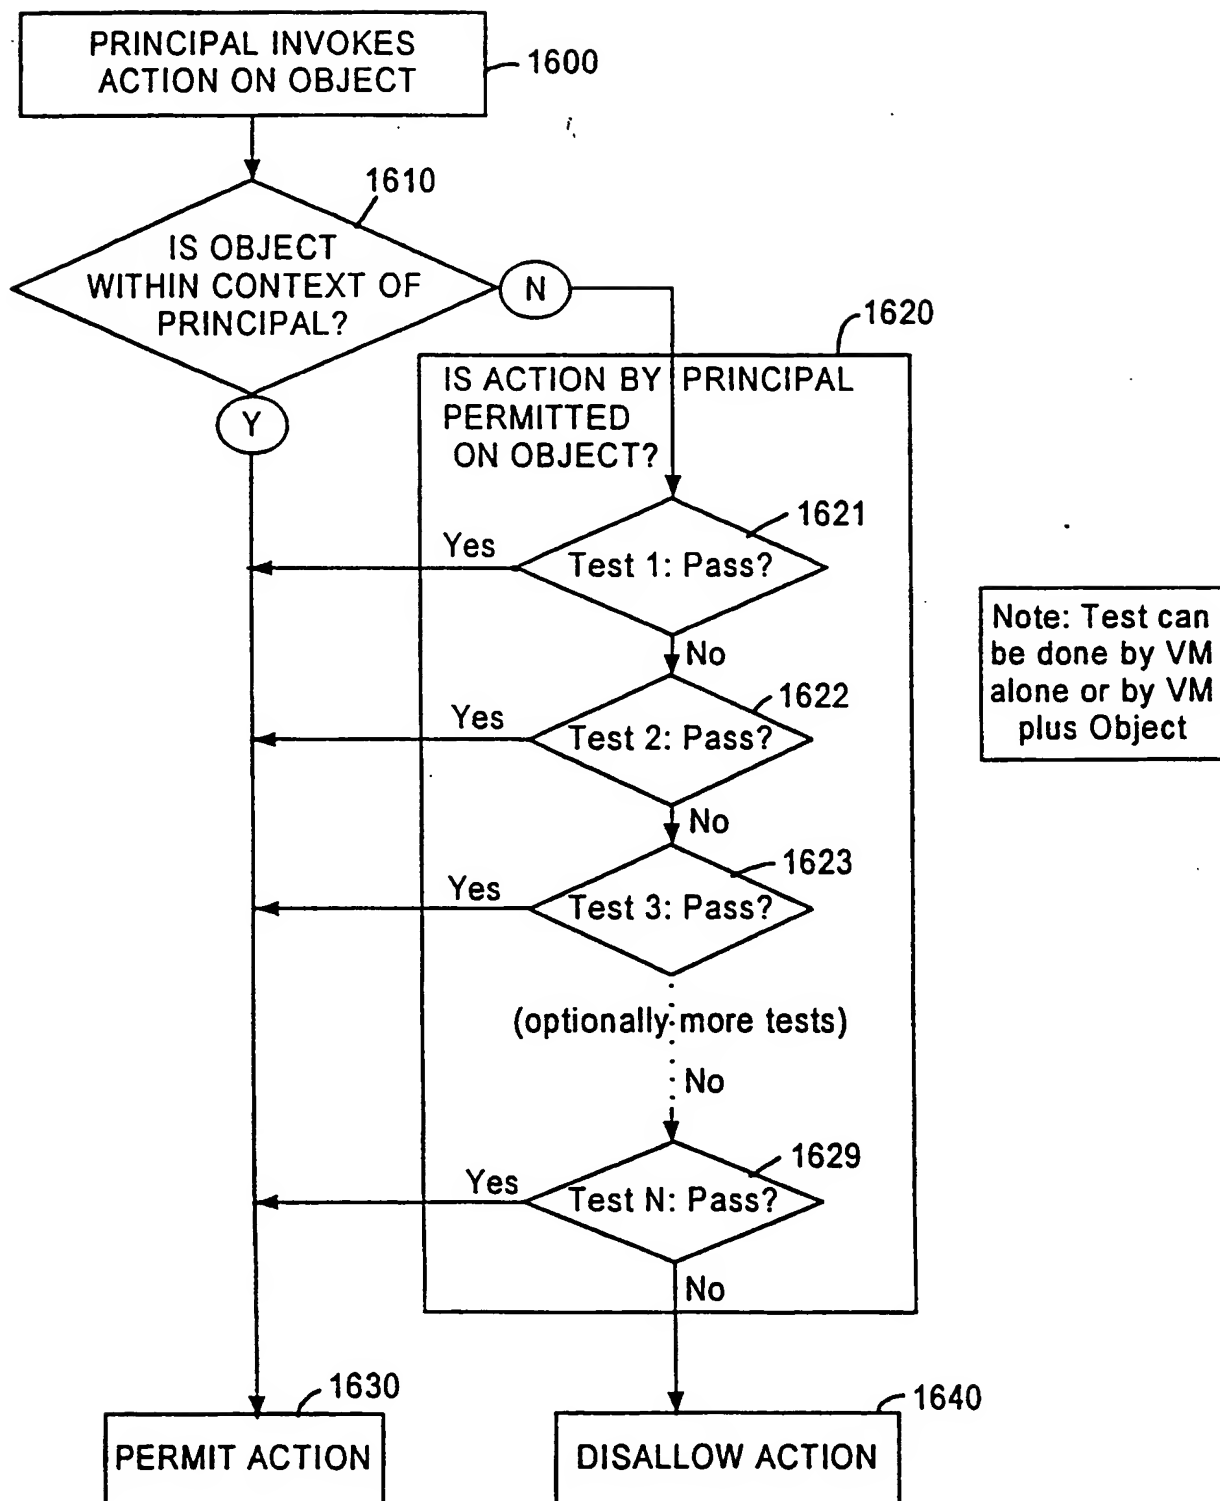 PRINCIPAL INVOKES
ACTION ON OBJECT
1600
1610
IS OBJECT
WITHIN CONTEXT OF
PRINCIPAL?
N
Y
1620
IS ACTION BY PRINCIPAL
PERMITTED
ON OBJECT?
1621
Yes
Test 1: Pass?
No
1622
Yes
Test 2: Pass?
No
1623
Yes
Test 3: Pass?
(optionally more tests)
No
1629
Yes
Test N: Pass?
No
Note: Test can
be done by VM
alone or by VM
plus Object
1630
PERMIT ACTION
1640
DISALLOW ACTION